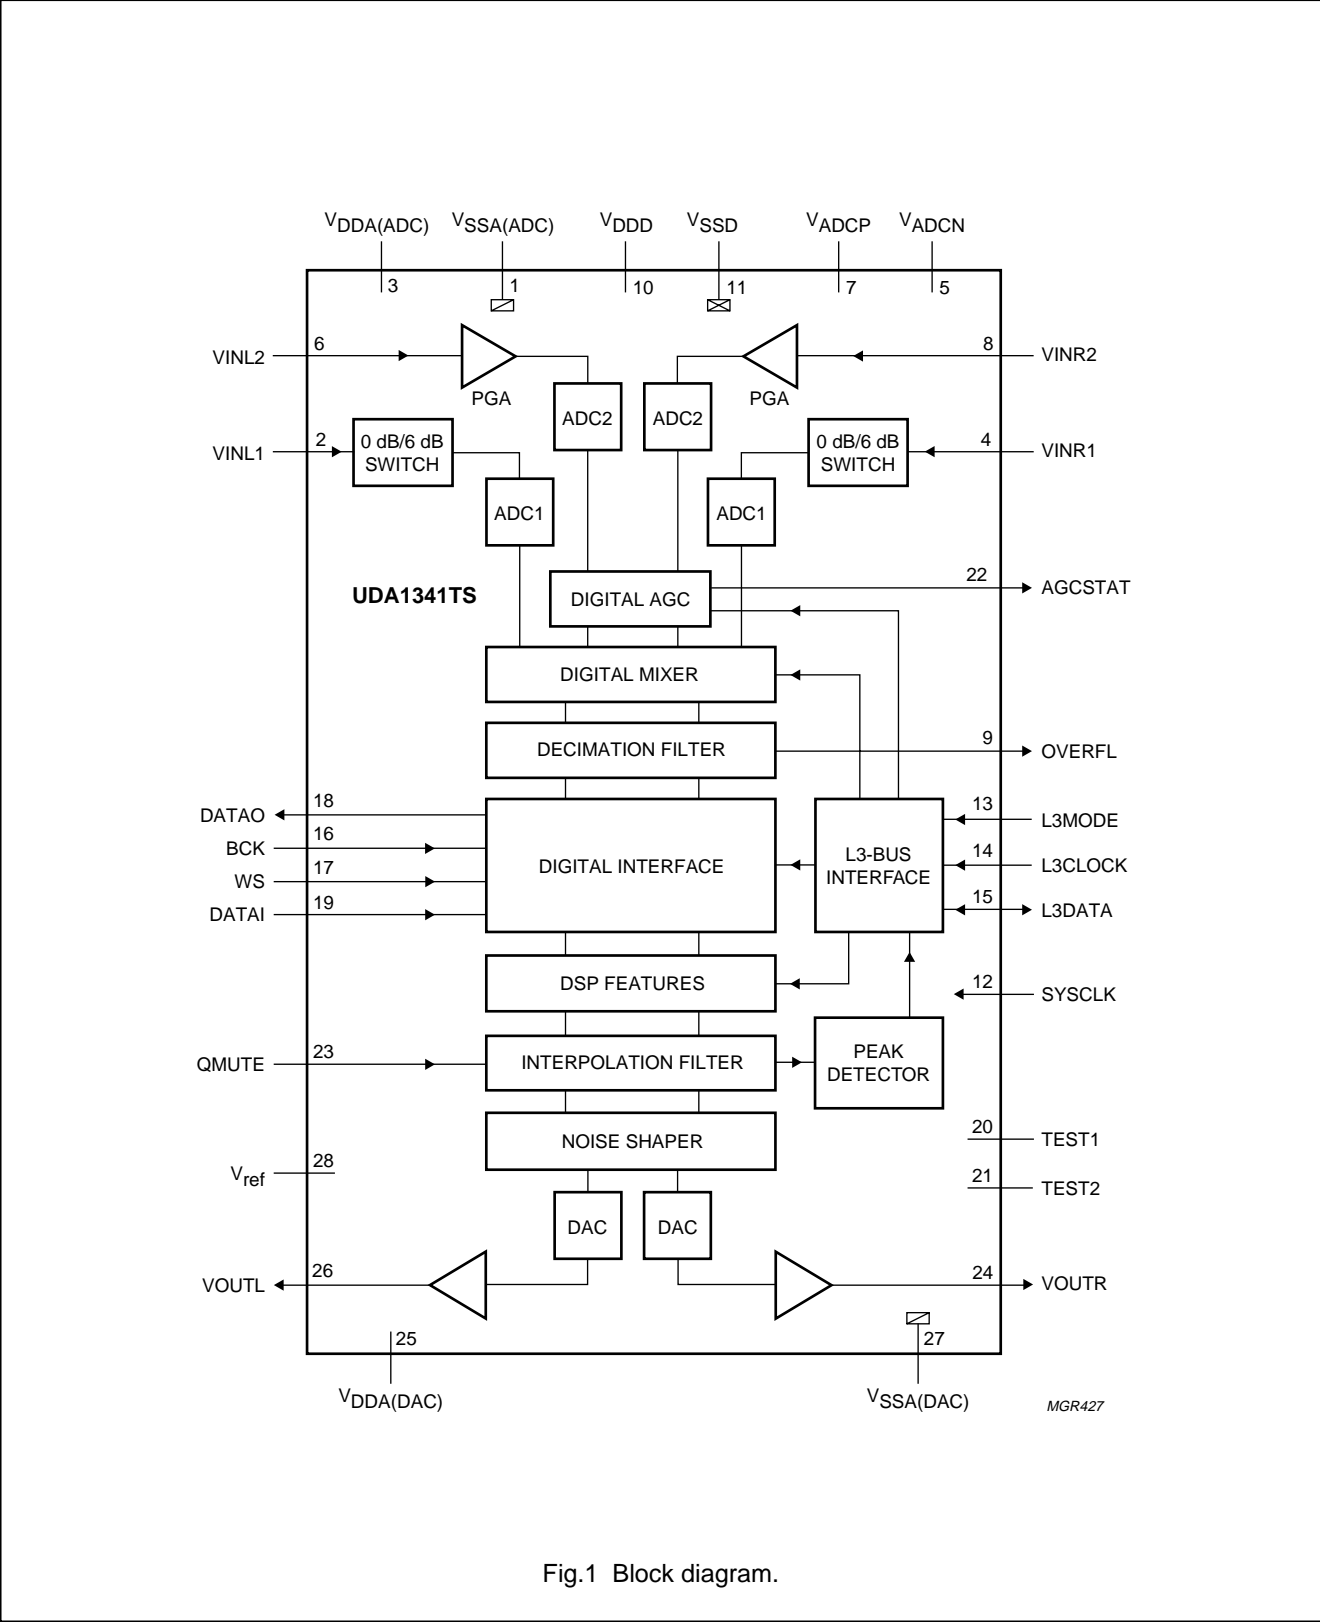 VDDA(ADC) VSSA(ADC) VDDD VSSD VADCP VADCN
3 1 10 11 7 5
VINL2 6 PGA PGA 8 VINR2
ADC2 ADC2
VINL1 2 0 dB/6 dB SWITCH 0 dB/6 dB SWITCH 4 VINR1
ADC1 ADC1
UDA1341TS DIGITAL AGC 22 AGCSTAT
DIGITAL MIXER
DECIMATION FILTER 9 OVERFL
DATAO 18
BCK 16
WS 17
DATAI 19
DIGITAL INTERFACE
L3-BUS
INTERFACE
13 L3MODE
14 L3CLOCK
15 L3DATA
DSP FEATURES
12 SYSCLK
QMUTE 23 INTERPOLATION FILTER
PEAK
DETECTOR
NOISE SHAPER
20 TEST1
Vref 28
21 TEST2
DAC DAC
VOUTL 26 24 VOUTR
25 27
VDDA(DAC) VSSA(DAC)
MGR427
Fig.1 Block diagram.